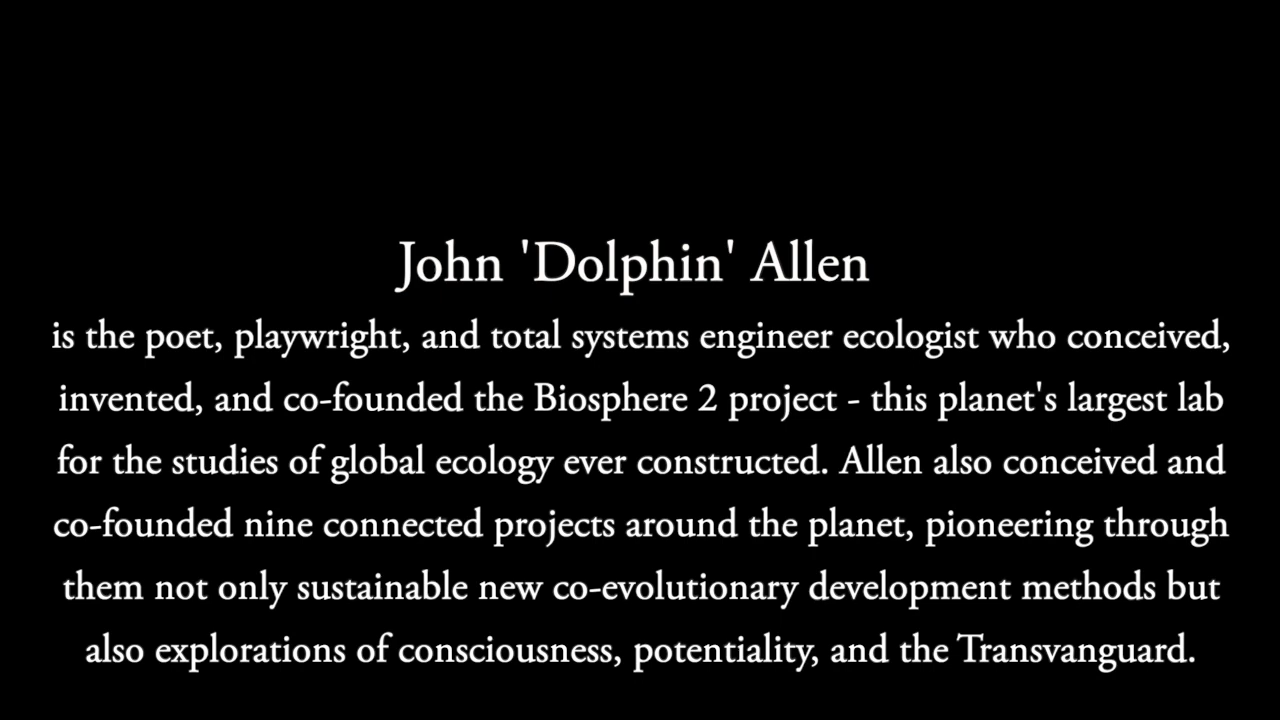 John 'Dolphin' Allen
is the poet, playwright, and total systems engineer ecologist who conceived,
invented, and co-founded the Biosphere 2 project - this planet's largest lab
for the studies of global ecology ever constructed. Allen also conceived and
co-founded nine connected projects around the planet, pioneering through
them not only sustainable new co-evolutionary development methods but
also explorations of consciousness, potentiality, and the Transvanguard.